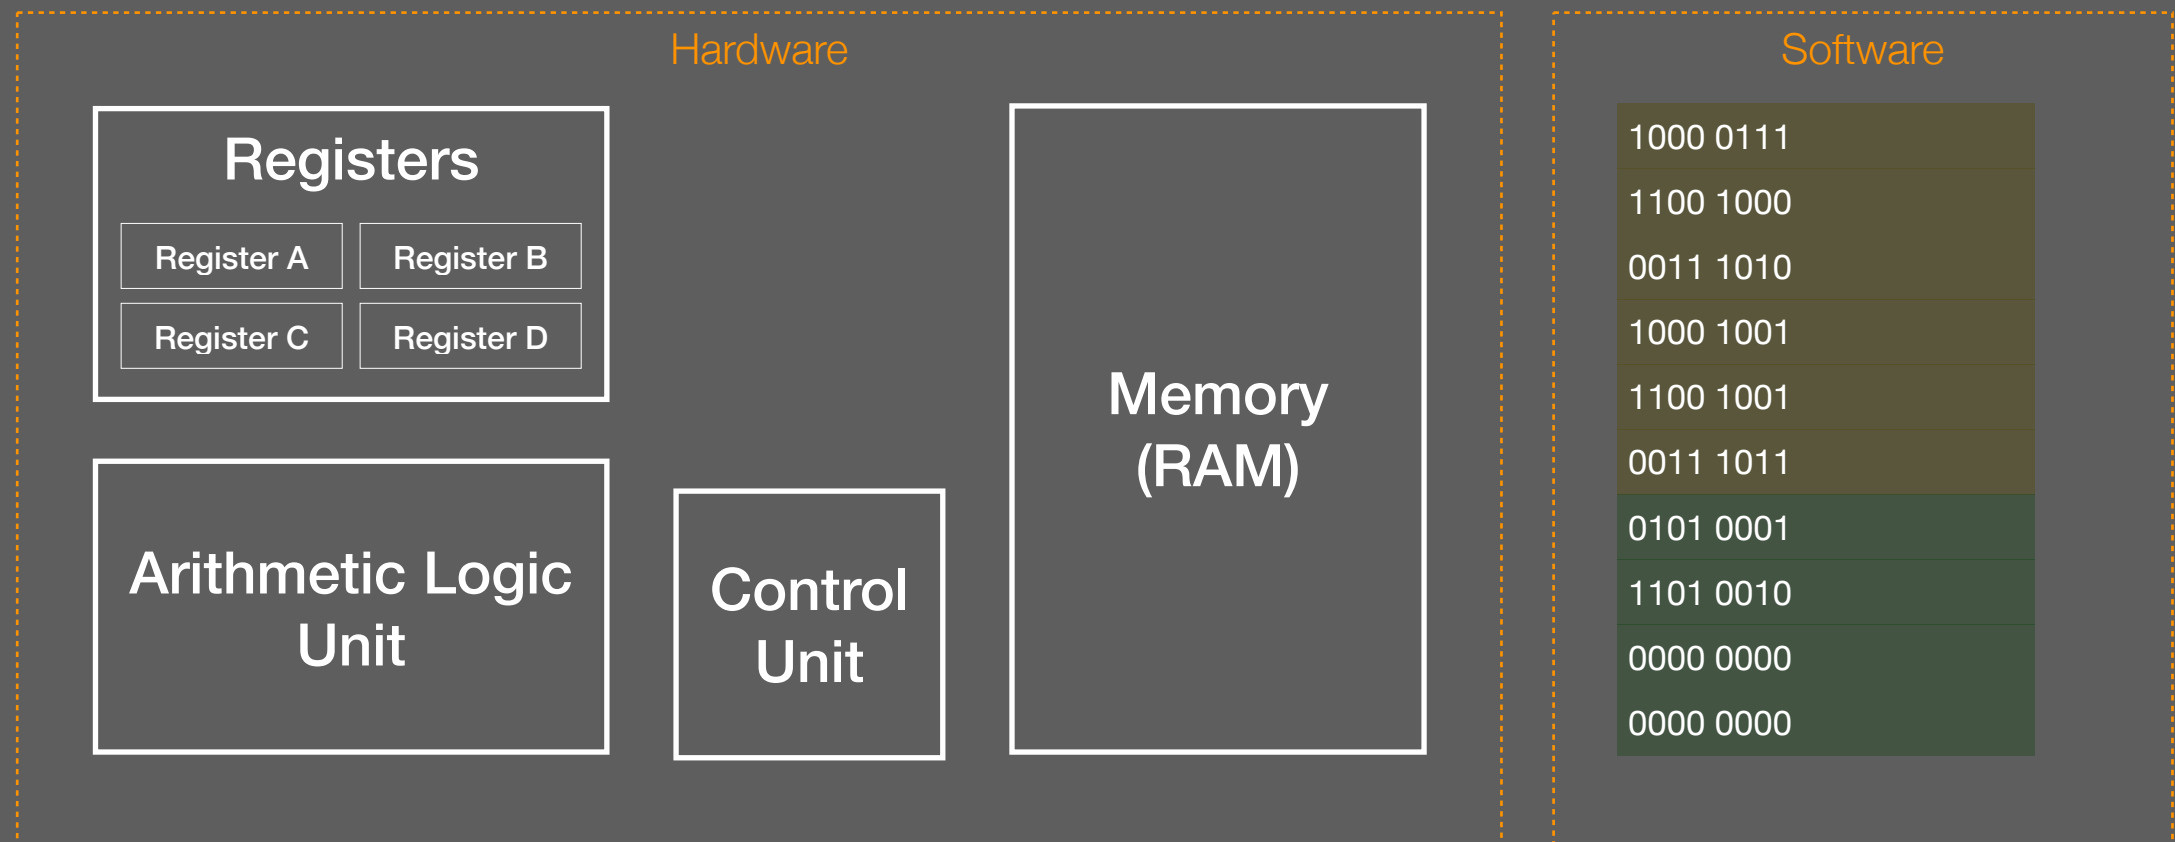 Hardware
Registers
Register A
Register B
Register C
Register D
Arithmetic Logic
Unit
Control
Unit
Memory
(RAM)
Software
1000 0111
1100 1000
0011 1010
1000 1001
1100 1001
0011 1011
0101 0001
1101 0010
0000 0000
0000 0000